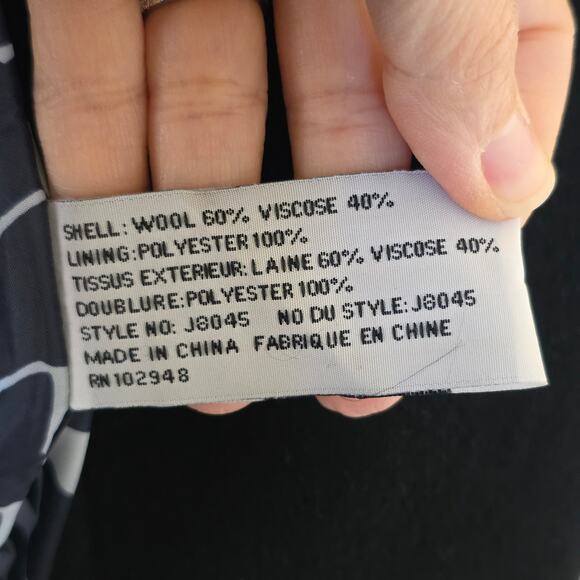 SHELL: WOOL 60% VISCOSE 40%
LINING:POLYESTER 100%
TISSUS EXTERIEUR: LAINE 60% VISCOSE 40%
DOUBLURE:POLYESTER 100%
STYLE NO: J8045 NO DU STYLE: J8045
MADE IN CHINA FABRIQUE EN CHINE
RN102948